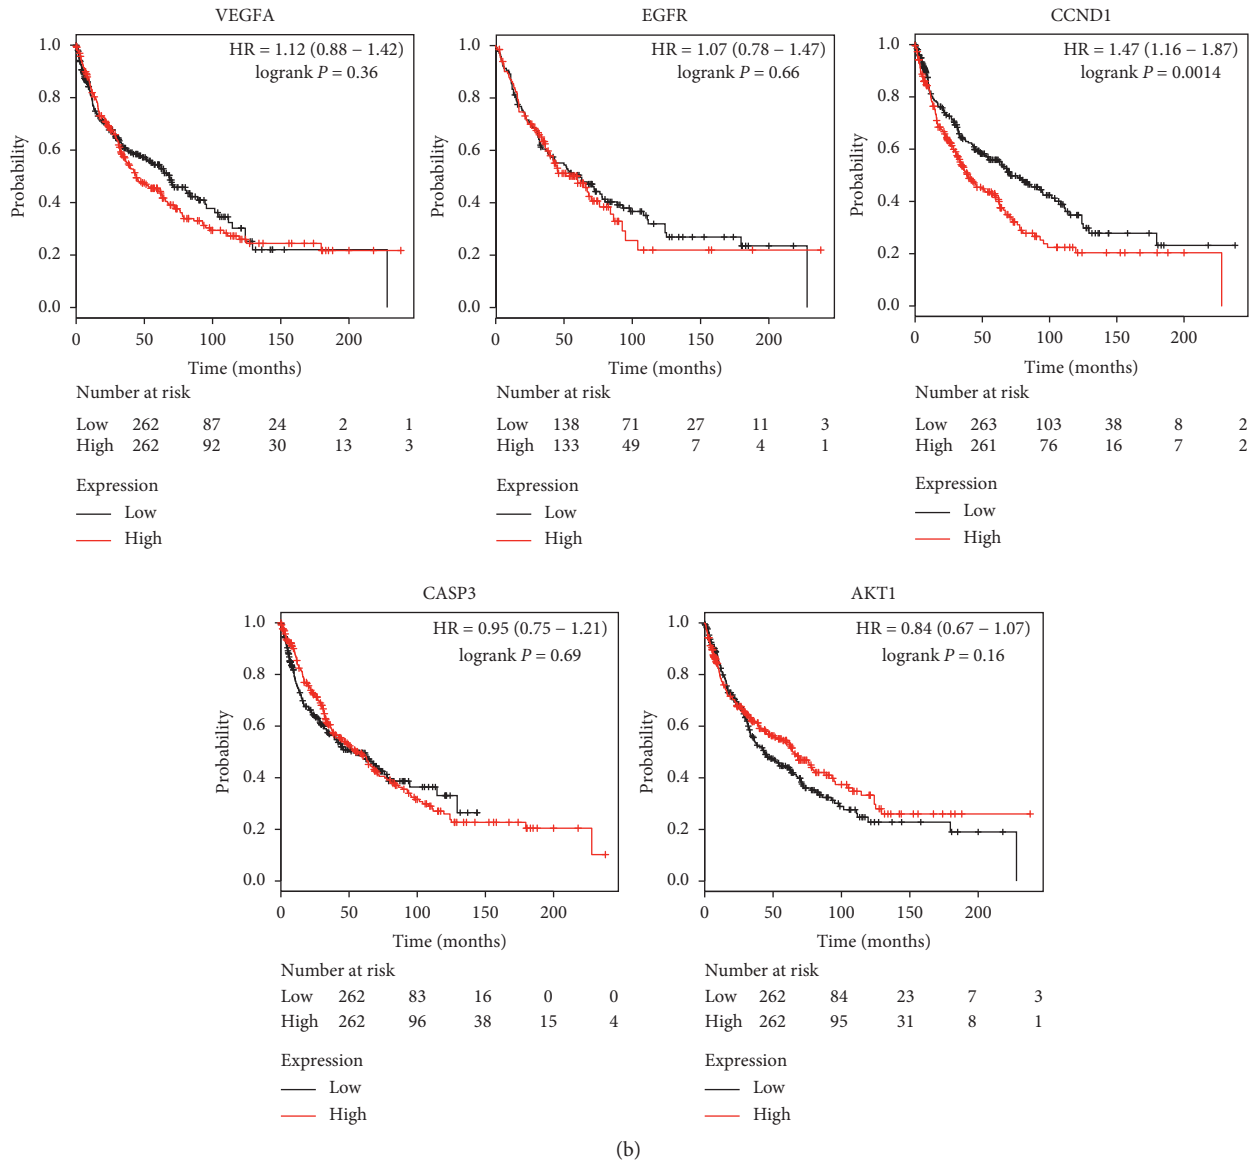 VEGFA
HR = 1.12 (0.88 − 1.42)
logrank P = 0.36
Probability
1.0
0.8
0.6
0.4
0.2
0.0
0 50 100 150 200
Time (months)
Number at risk
Low 262 87 24 2 1
High 262 92 30 13 3
Expression
Low
High
EGFR
HR = 1.07 (0.78 − 1.47)
logrank P = 0.66
Probability
1.0
0.8
0.6
0.4
0.2
0.0
0 50 100 150 200
Time (months)
Number at risk
Low 138 71 27 11 3
High 133 49 7 4 1
Expression
Low
High
CCND1
HR = 1.47 (1.16 − 1.87)
logrank P = 0.0014
Probability
1.0
0.8
0.6
0.4
0.2
0.0
0 50 100 150 200
Time (months)
Number at risk
Low 263 103 38 8 2
High 261 76 16 7 2
Expression
Low
High
CASP3
HR = 0.95 (0.75 − 1.21)
logrank P = 0.69
Probability
1.0
0.8
0.6
0.4
0.2
0.0
0 50 100 150 200
Time (months)
Number at risk
Low 262 83 16 0 0
High 262 96 38 15 4
Expression
Low
High
AKT1
HR = 0.84 (0.67 − 1.07)
logrank P = 0.16
Probability
1.0
0.8
0.6
0.4
0.2
0.0
0 50 100 150 200
Time (months)
Number at risk
Low 262 84 23 7 3
High 262 95 31 8 1
Expression
Low
High
(b)